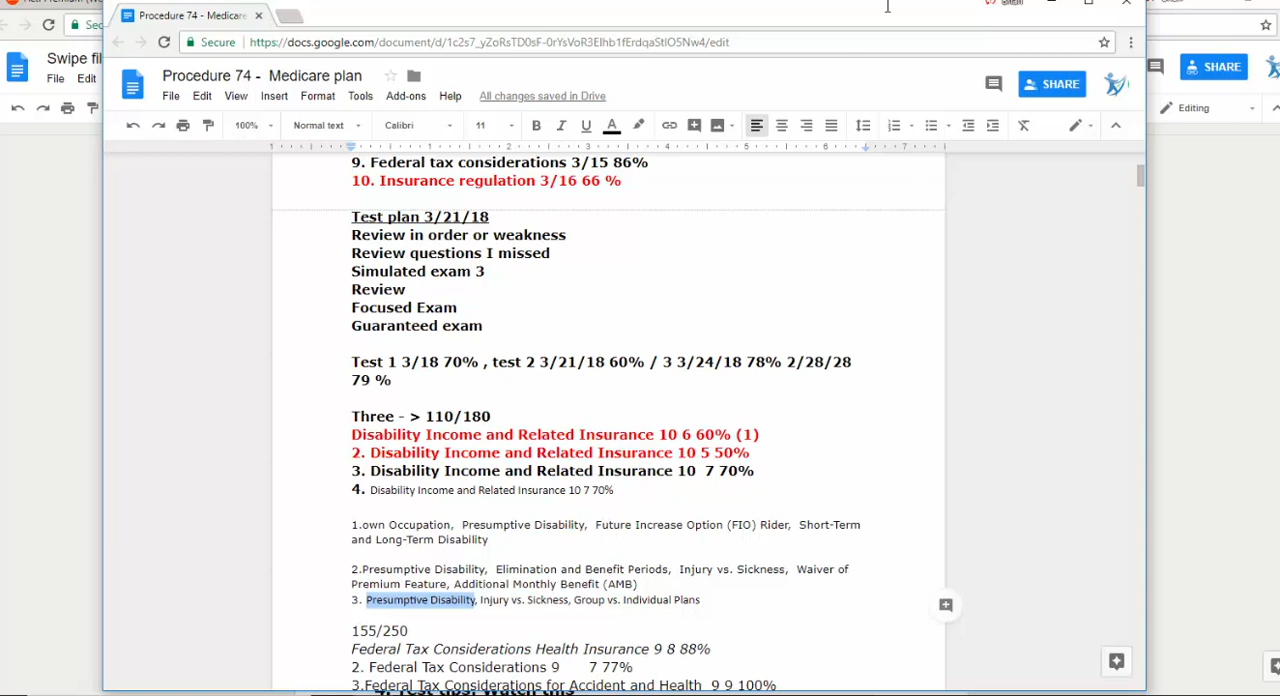 Procedure 74 - Medicare
Secure
https://docs.google.com/document/d/1c2s7_yZoRsTD0sF-0rYsVoR3EIhb1fErdqaStIO5Nw4/edit
Swipe fil
File Edit
Procedure 74 - Medicare plan
File Edit View Insert Format Tools Add-ons Help All changes saved in Drive
SHARE
SHARE
100% Normal text Calibri 11
Editing
1 1 2 3 4 5 6 7
9. Federal tax considerations 3/15 86%
10. Insurance regulation 3/16 66 %
Test plan 3/21/18
Review in order or weakness
Review questions I missed
Simulated exam 3
Review
Focused Exam
Guaranteed exam
Test 1 3/18 70% , test 2 3/21/18 60% / 3 3/24/18 78% 2/28/28
79 %
Three - > 110/180
Disability Income and Related Insurance 10 6 60% (1)
2. Disability Income and Related Insurance 10 5 50%
3. Disability Income and Related Insurance 10 7 70%
4. Disability Income and Related Insurance 10 7 70%
1.own Occupation, Presumptive Disability, Future Increase Option (FIO) Rider, Short-Term
and Long-Term Disability
2.Presumptive Disability, Elimination and Benefit Periods, Injury vs. Sickness, Waiver of
Premium Feature, Additional Monthly Benefit (AMB)
3. Presumptive Disability, Injury vs. Sickness, Group vs. Individual Plans
155/250
Federal Tax Considerations Health Insurance 9 8 88%
2. Federal Tax Considerations 9 7 77%
3.Federal Tax Considerations for Accident and Health 9 9 100%